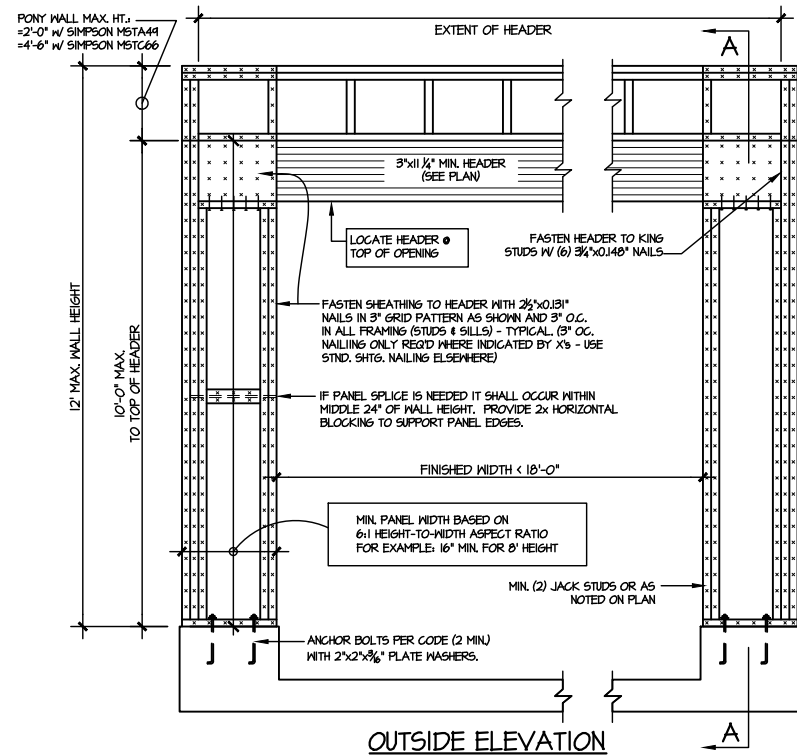 PONY WALL MAX. HT.:
=2'-0" W/ SIMPSON MSTA49
=4'-6" W/ SIMPSON MSTC66
EXTENT OF HEADER
A
3"x11 1/4" MIN. HEADER
(SEE PLAN)
LOCATE HEADER @
TOP OF OPENING
FASTEN HEADER TO KING
STUDS W/ (6) 3 1/4"x0.148" NAILS
FASTEN SHEATHING TO HEADER WITH 2 1/2"x0.131"
NAILS IN 3" GRID PATTERN AS SHOWN AND 3" O.C.
IN ALL FRAMING (STUDS & SILLS) - TYPICAL. (3" OC.
NAILIING ONLY REQ'D WHERE INDICATED BY X's - USE
STND. SHTG. NAILING ELSEWHERE)
12' MAX. WALL HEIGHT
10'-0" MAX.
TO TOP OF HEADER
IF PANEL SPLICE IS NEEDED IT SHALL OCCUR WITHIN
MIDDLE 24" OF WALL HEIGHT. PROVIDE 2x HORIZONTAL
BLOCKING TO SUPPORT PANEL EDGES.
FINISHED WIDTH < 18'-0"
MIN. PANEL WIDTH BASED ON
6:1 HEIGHT-TO-WIDTH ASPECT RATIO
FOR EXAMPLE: 16" MIN. FOR 8' HEIGHT
MIN. (2) JACK STUDS OR AS
NOTED ON PLAN
ANCHOR BOLTS PER CODE (2 MIN.)
WITH 2"x2"x3/16" PLATE WASHERS.
A
OUTSIDE ELEVATION